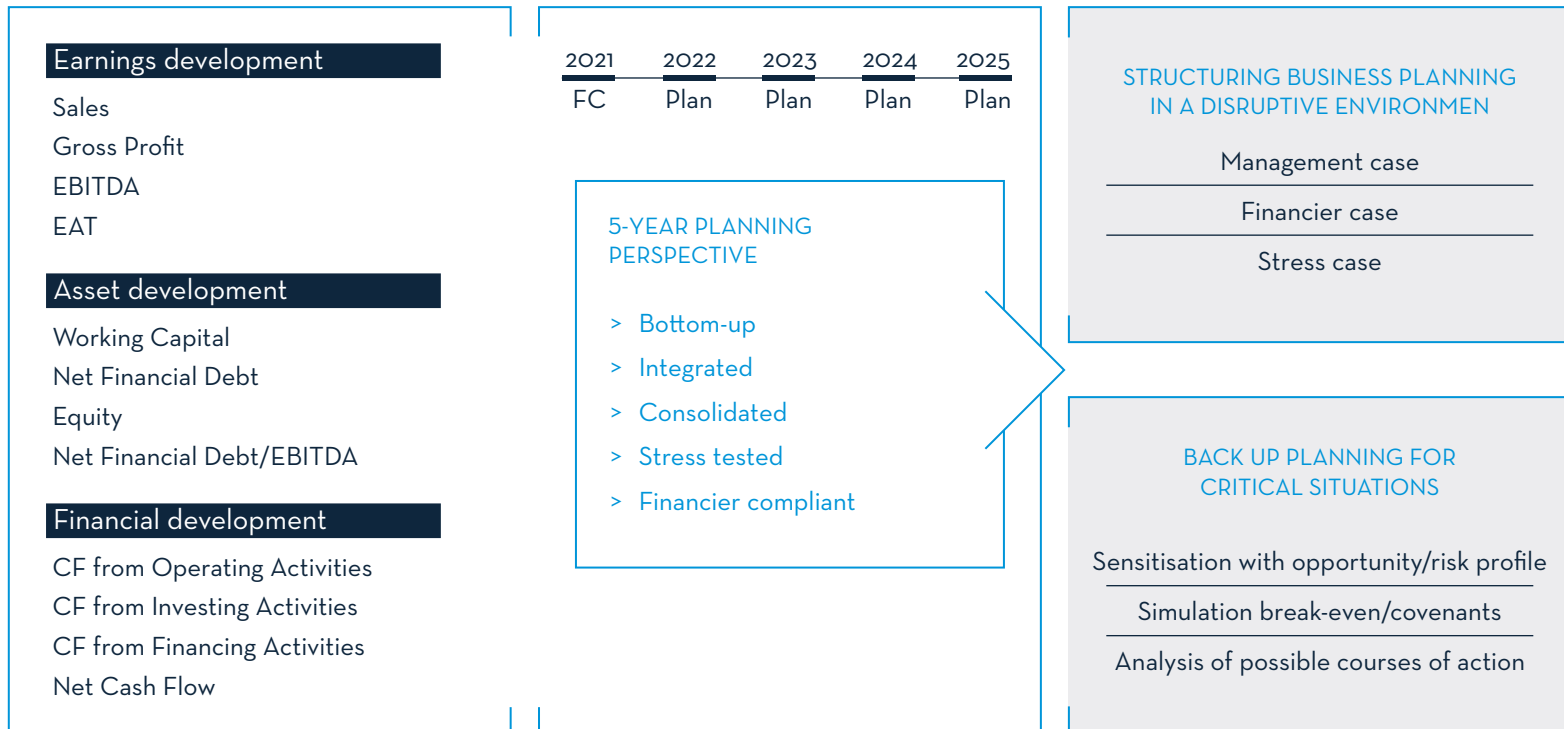 Earnings development
Sales
Gross Profit
EBITDA
EAT
Asset development
Working Capital
Net Financial Debt
Equity
Net Financial Debt/EBITDA
Financial development
CF from Operating Activities
CF from Investing Activities
CF from Financing Activities
Net Cash Flow
2021 2022 2023 2024 2025
FC Plan Plan Plan Plan
5-YEAR PLANNING
PERSPECTIVE
> Bottom-up
> Integrated
> Consolidated
> Stress tested
> Financier compliant
STRUCTURING BUSINESS PLANNING
IN A DISRUPTIVE ENVIRONMEN
Management case
Financier case
Stress case
BACK UP PLANNING FOR
CRITICAL SITUATIONS
Sensitisation with opportunity/risk profile
Simulation break-even/covenants
Analysis of possible courses of action